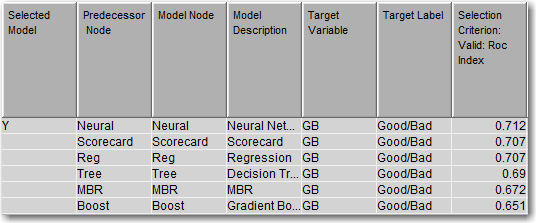 Selected Model Predecessor Node Model Node Model Description Target Variable Target Label Selection Criterion: Valid: Roc Index
Y Neural Neural Neural Net... GB Good/Bad 0.712
Scorecard Scorecard Scorecard GB Good/Bad 0.707
Reg Reg Regression GB Good/Bad 0.707
Tree Tree Decision Tr... GB Good/Bad 0.69
MBR MBR MBR GB Good/Bad 0.672
Boost Boost Gradient Bo... GB Good/Bad 0.651